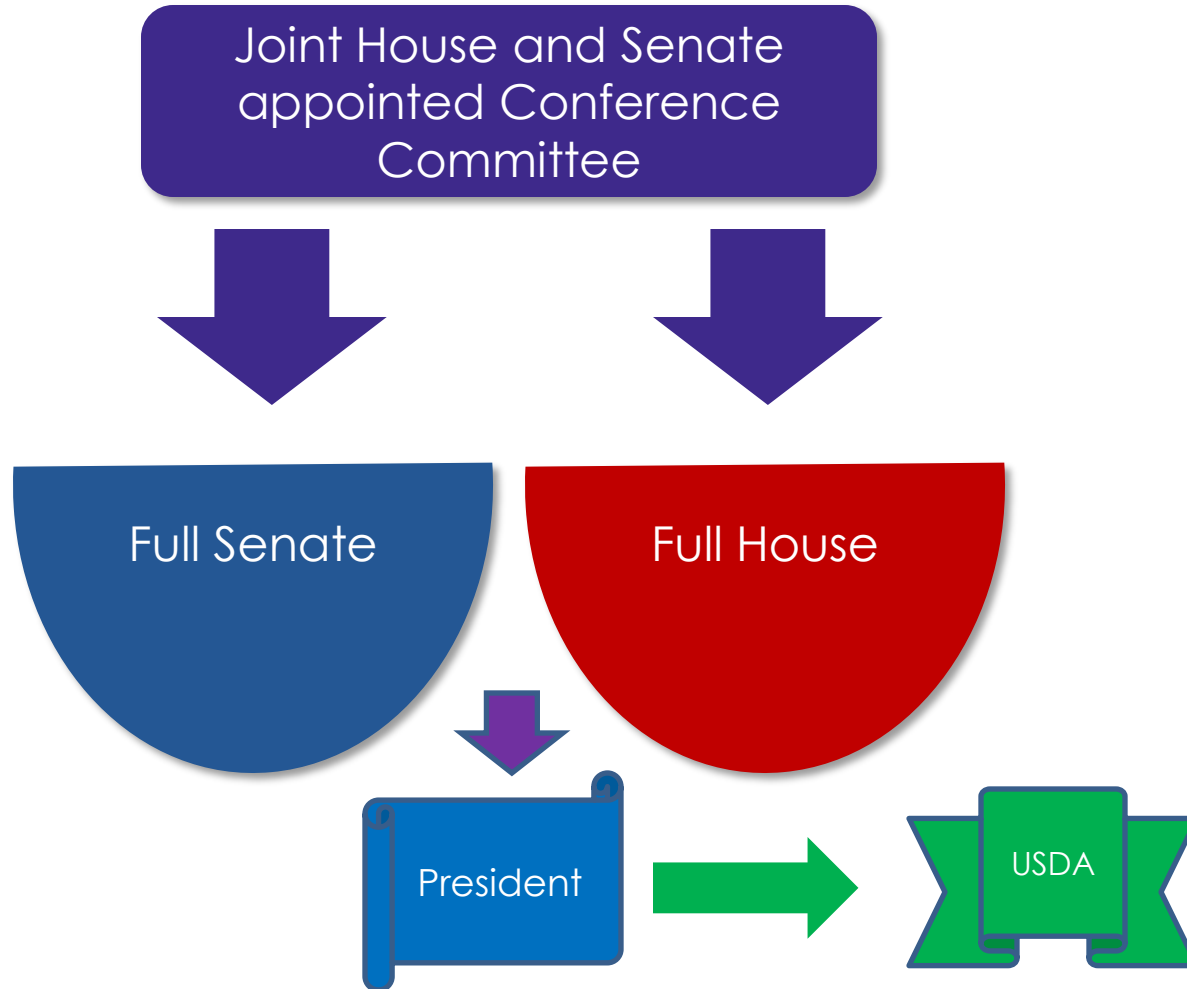 Joint House and Senate
appointed Conference
Committee
Full Senate
Full House
President
USDA